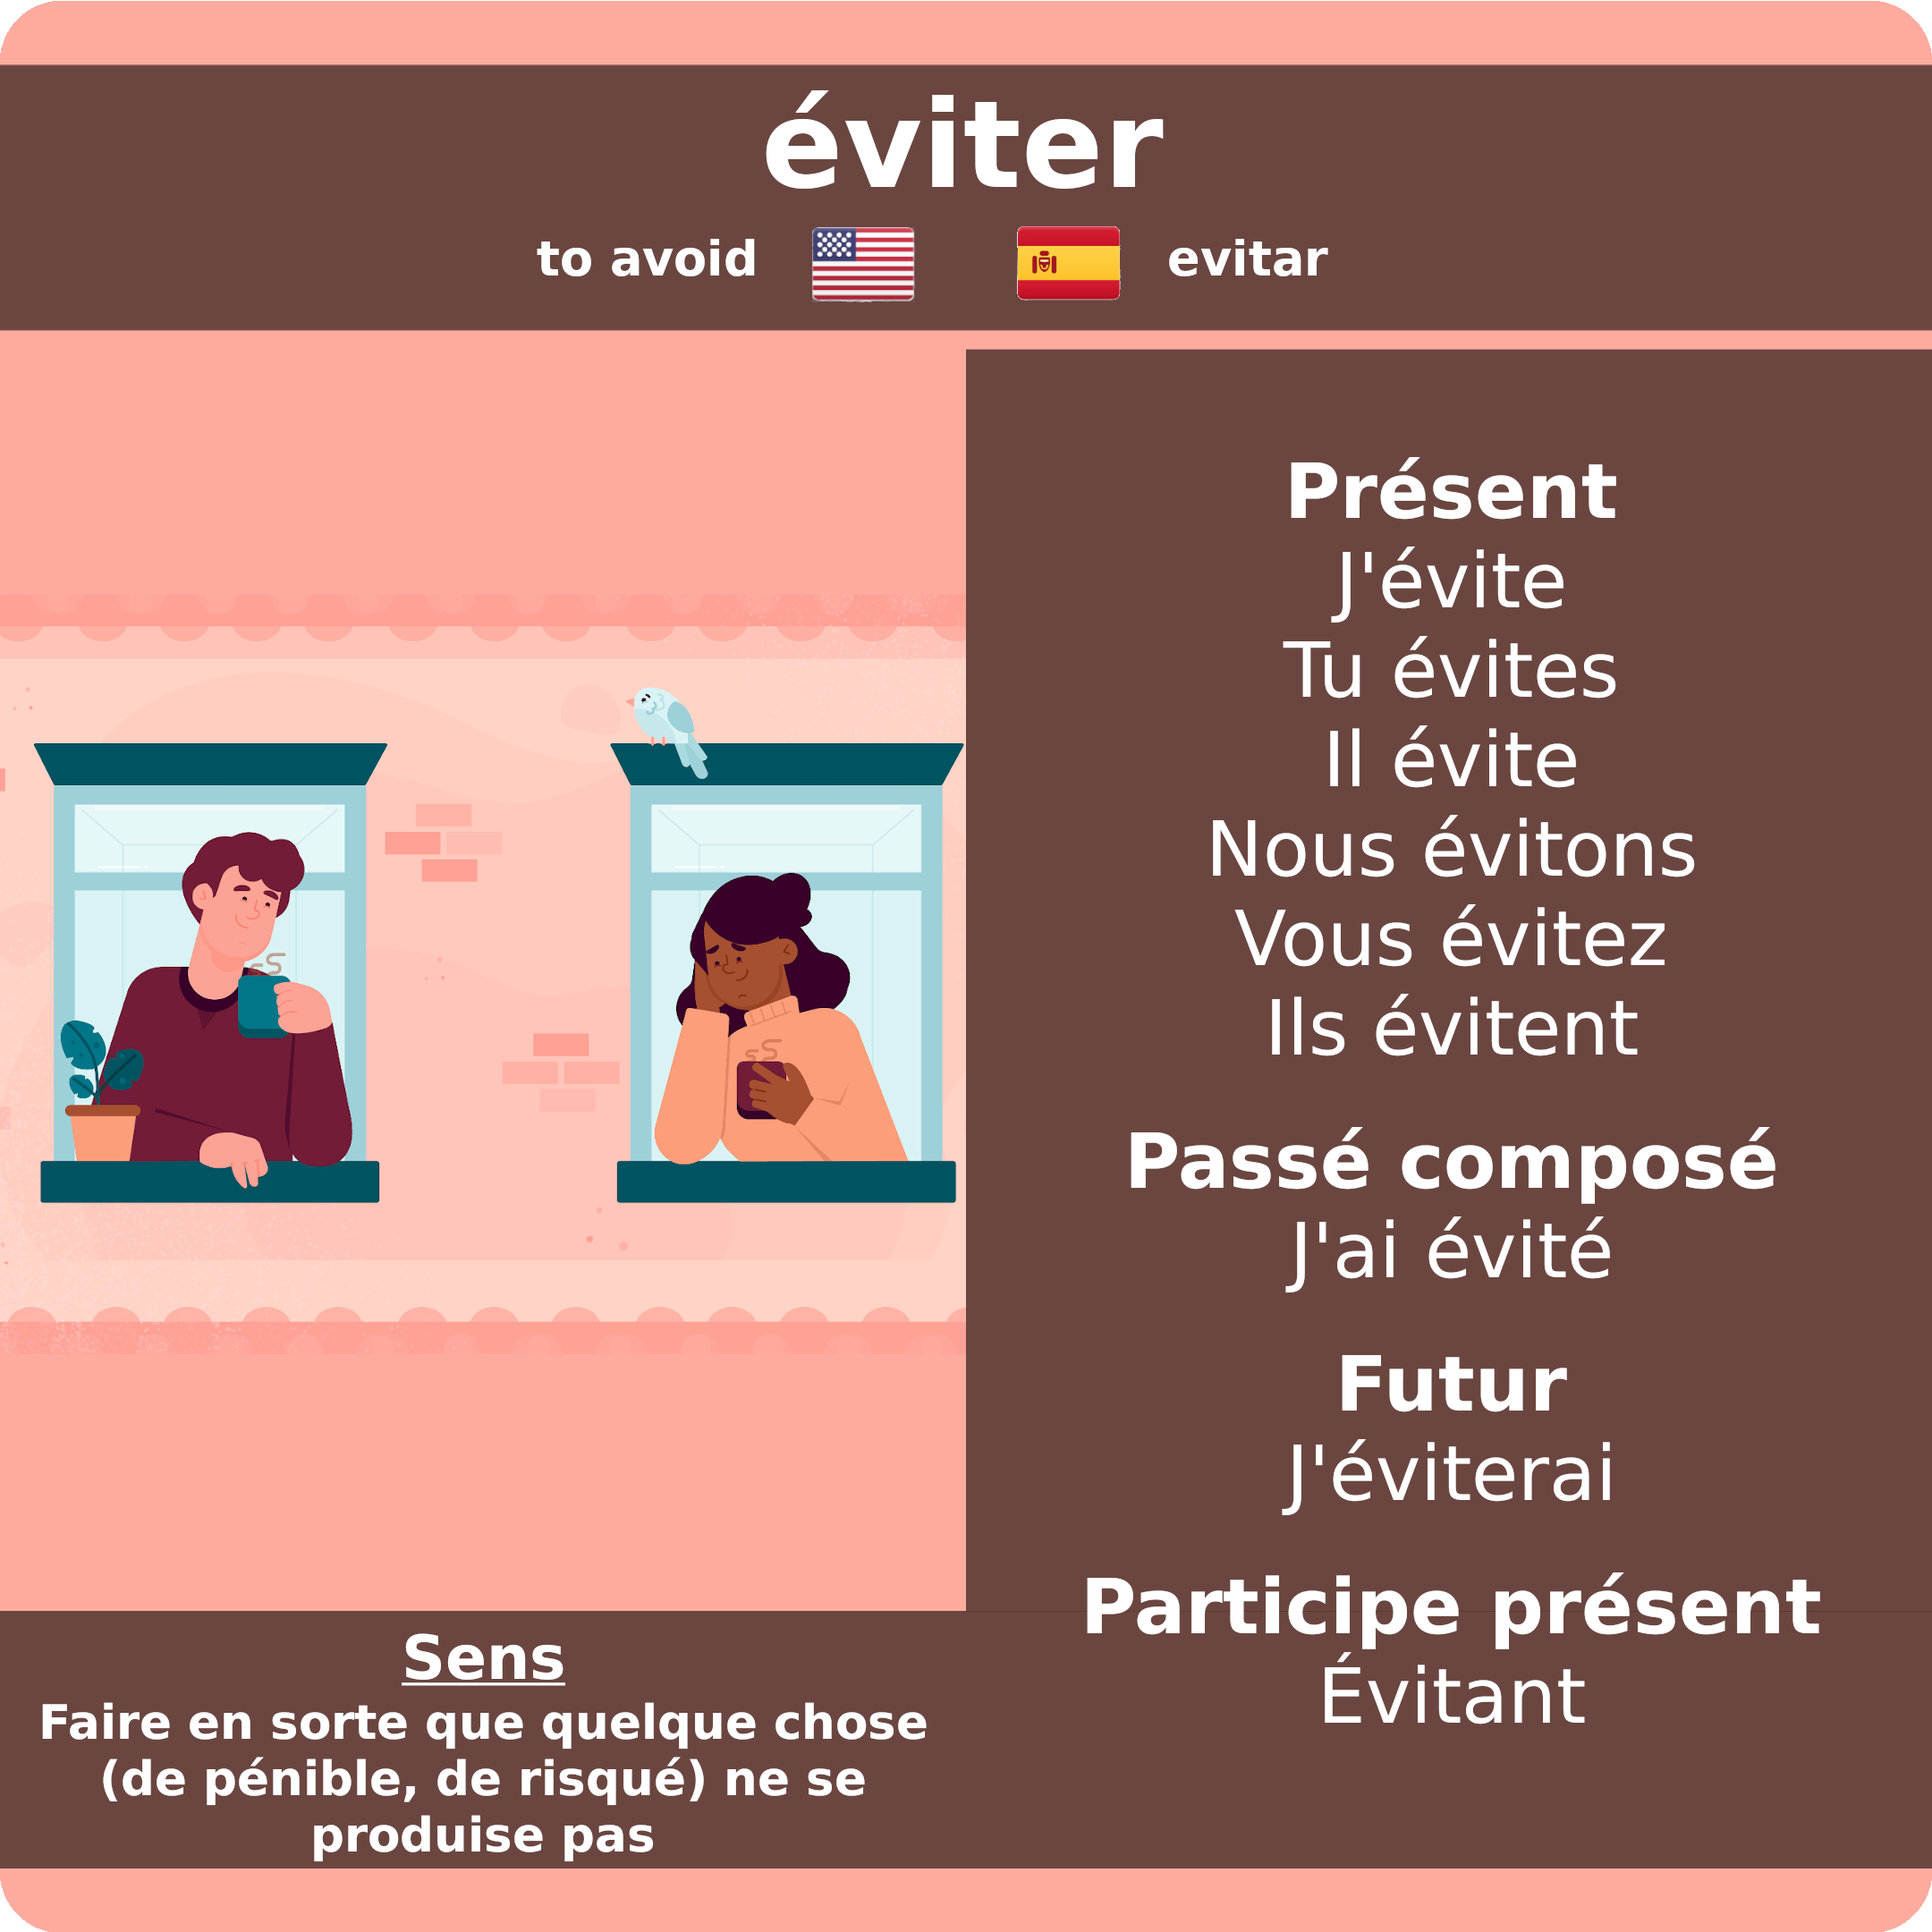 éviter
to avoid
evitar
Présent
J'évite
Tu évites
Il évite
Nous évitons
Vous évitez
Ils évitent
Passé composé
J'ai évité
Futur
J'éviterai
Participe présent
Évitant
Sens
Faire en sorte que quelque chose
(de pénible, de risqué) ne se
produise pas